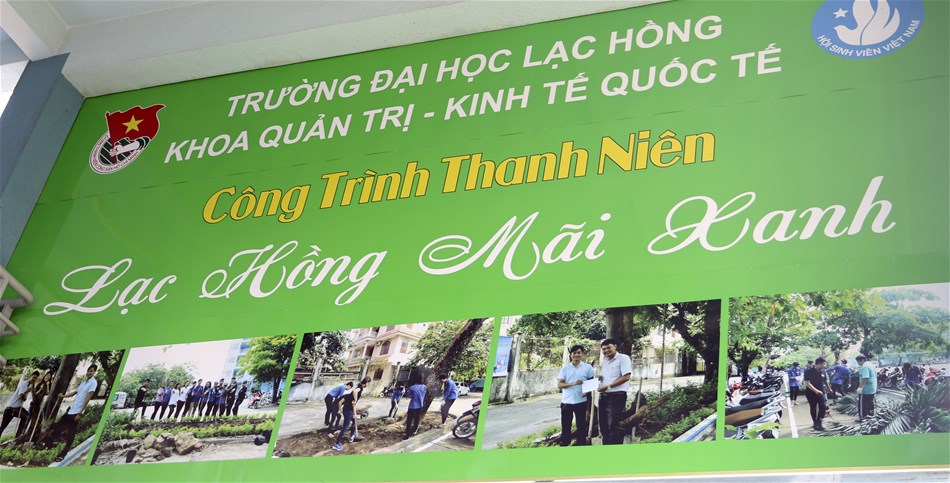 TRƯỜNG ĐẠI HỌC LẠC HỒNG
KHOA QUẢN TRỊ - KINH TẾ QUỐC TẾ
Công Trình Thanh Niên
Lạc Hồng Mãi Xanh
HỘI SINH VIÊN VIỆT NAM